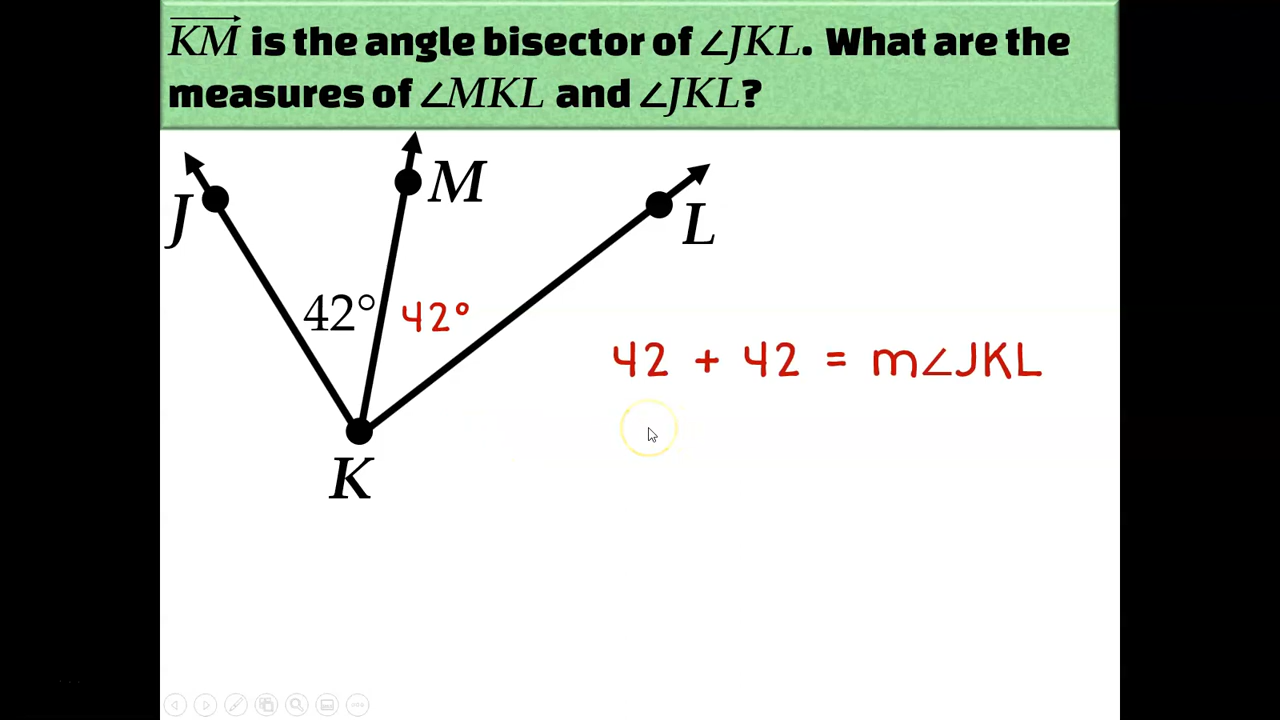 KM is the angle bisector of ∠JKL. What are the
measures of ∠MKL and ∠JKL?
J
M
L
42°
42°
42 + 42 = m∠JKL
K